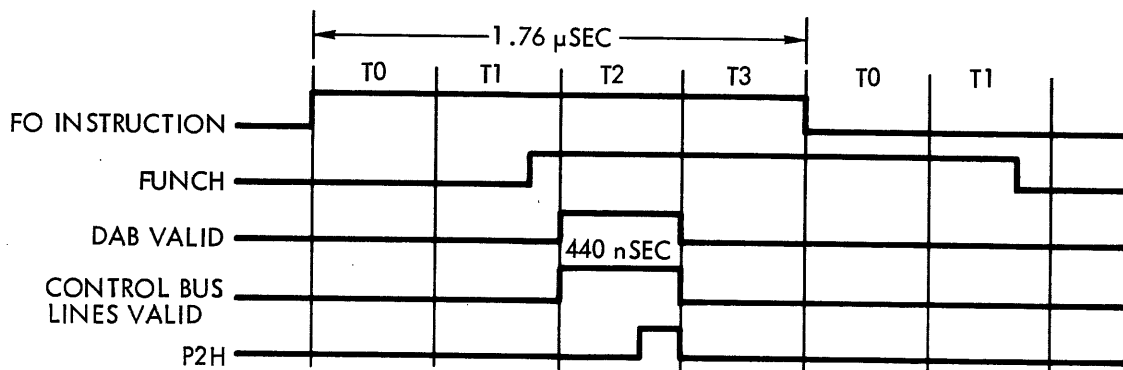 1.76 µSEC
T0 T1 T2 T3 T0 T1
FO INSTRUCTION
FUNCH
DAB VALID
440 nSEC
CONTROL BUS
LINES VALID
P2H